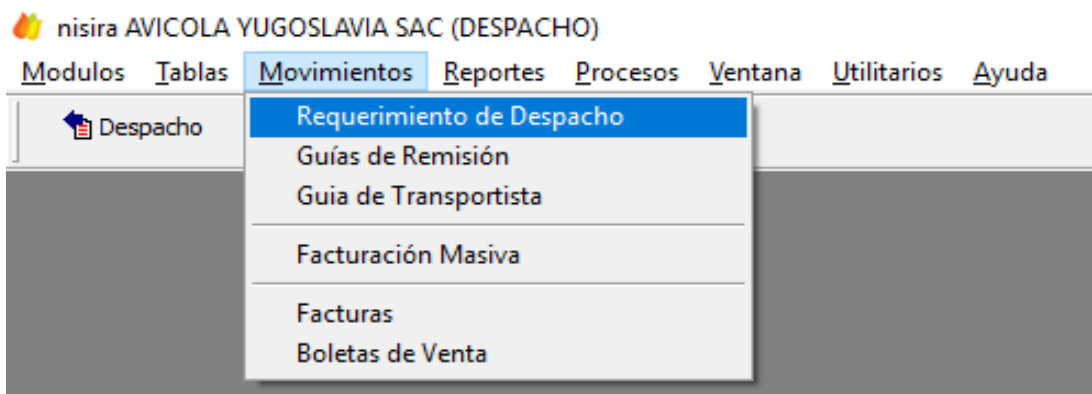 nisira AVICOLA YUGOSLAVIA SAC (DESPACHO)
Modulos Tablas Movimientos Reportes Procesos Ventana Utilitarios Ayuda
Despacho
Requerimiento de Despacho
Guías de Remisión
Guia de Transportista
Facturación Masiva
Facturas
Boletas de Venta